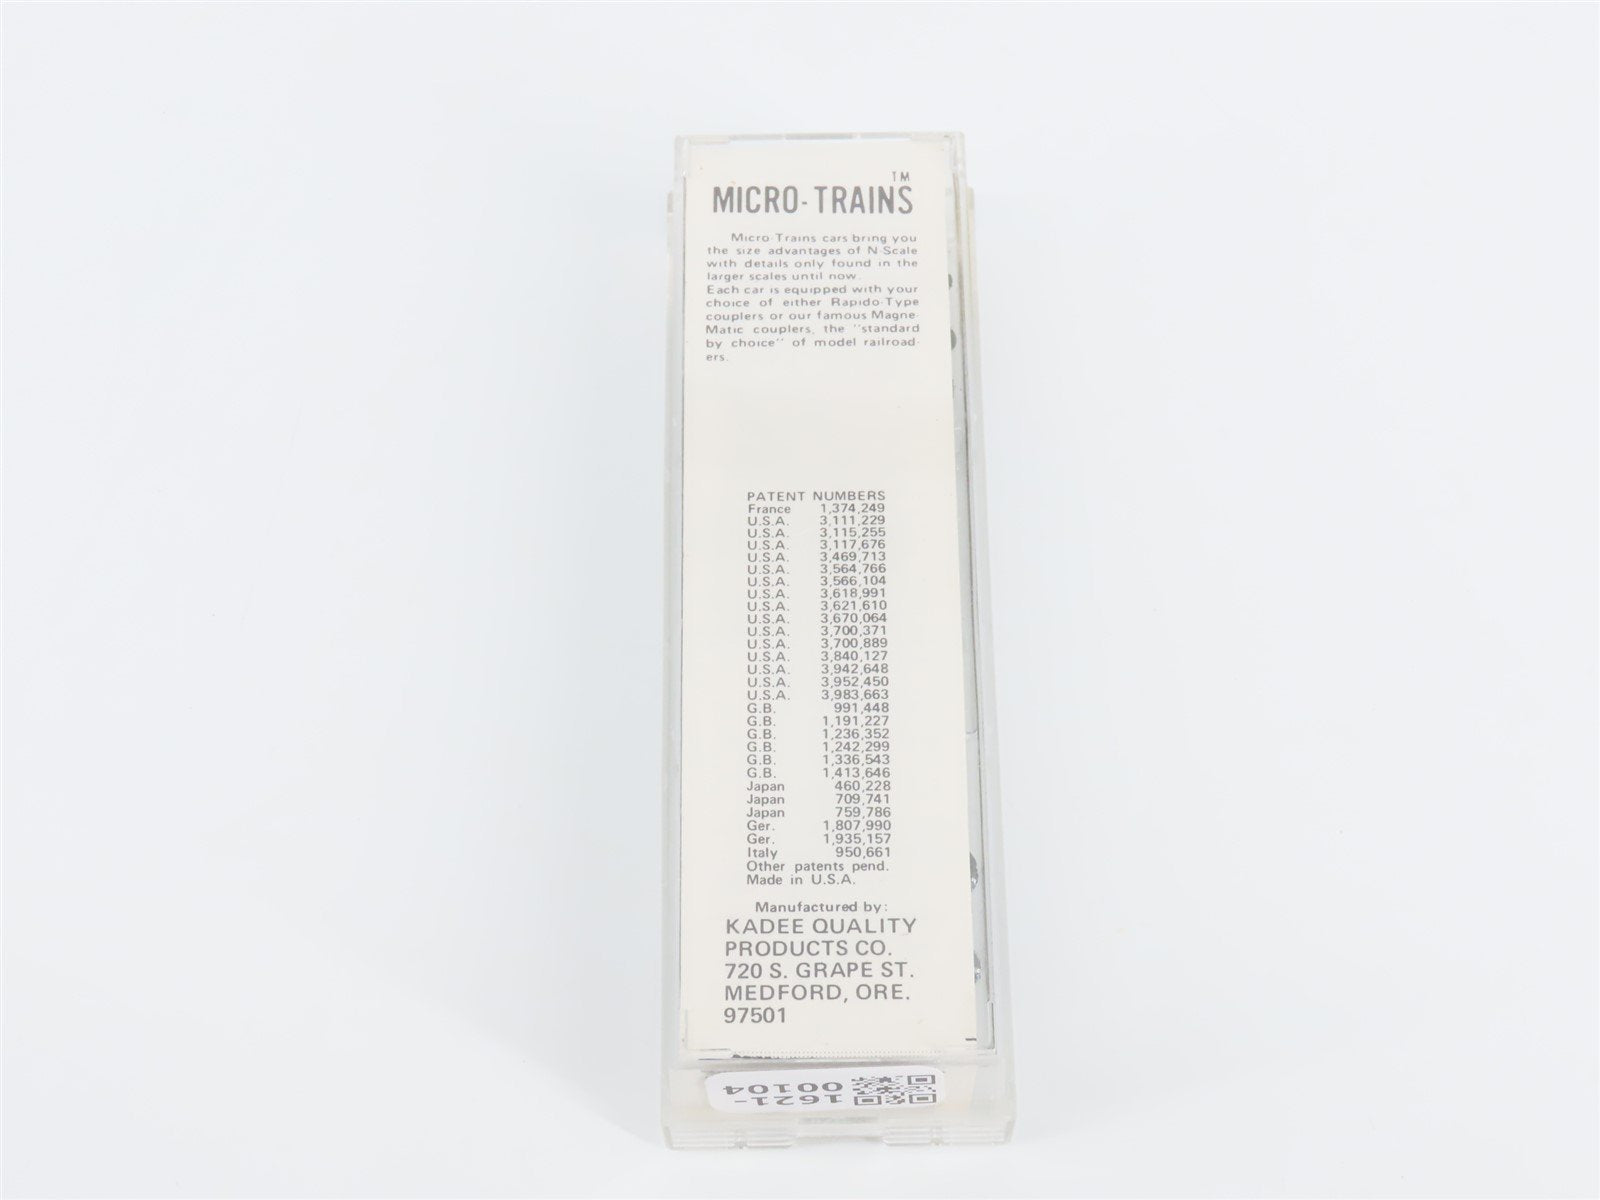 MICRO-TRAINS™
Micro-Trains cars bring you
the size advantages of N Scale
with details only found in the
larger scales until now.
Each car is equipped with your
choice of either Rapido-Type
couplers or our famous Magne-
Matic couplers, the "standard
by choice" of model railroad-
ers.
PATENT NUMBERS
France 1,374,249
U.S.A. 3,111,229
U.S.A. 3,115,255
U.S.A. 3,117,676
U.S.A. 3,469,713
U.S.A. 3,564,766
U.S.A. 3,566,104
U.S.A. 3,618,991
U.S.A. 3,621,610
U.S.A. 3,670,064
U.S.A. 3,700,371
U.S.A. 3,700,889
U.S.A. 3,840,127
U.S.A. 3,942,648
U.S.A. 3,952,450
U.S.A. 3,983,663
G.B. 991,448
G.B. 1,191,227
G.B. 1,236,352
G.B. 1,242,299
G.B. 1,336,543
G.B. 1,413,646
Japan 460,228
Japan 709,741
Japan 759,786
Ger. 1,807,990
Ger. 1,935,157
Italy 950,661
Other patents pend.
Made in U.S.A.
Manufactured by:
KADEE QUALITY
PRODUCTS CO.
720 S. GRAPE ST.
MEDFORD, ORE.
97501
1621-
00104